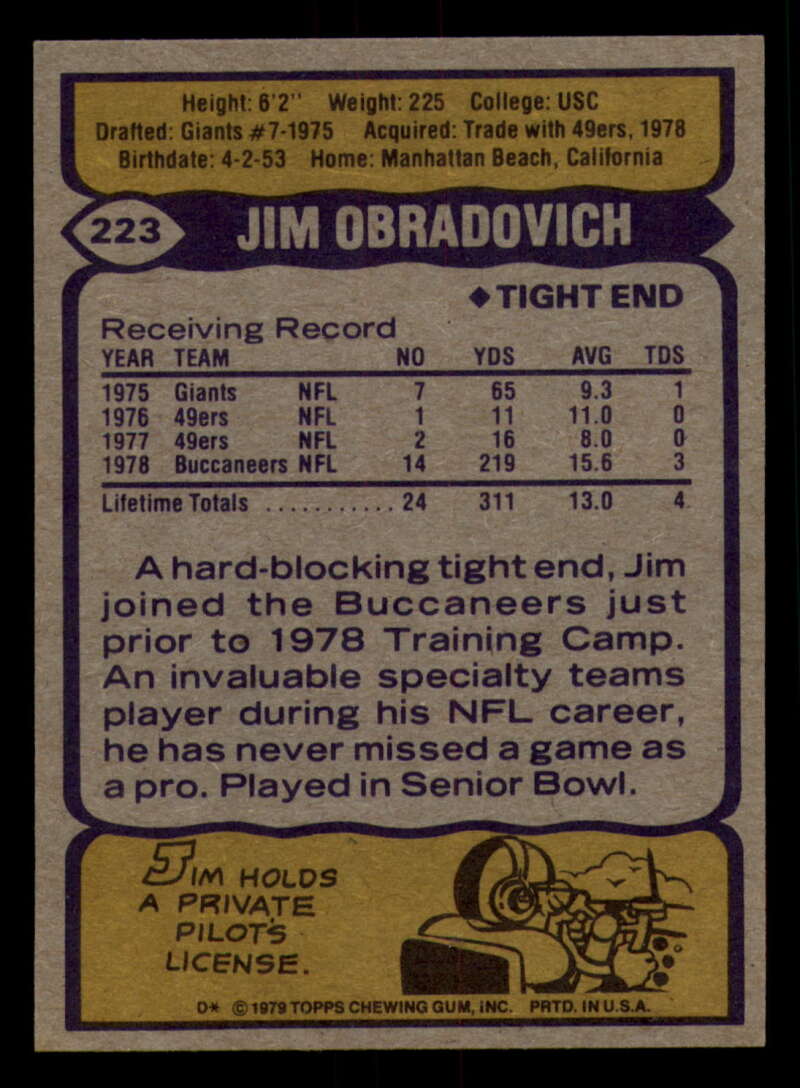 Height: 6'2" Weight: 225 College: USC
Drafted: Giants #7-1975 Acquired: Trade with 49ers, 1978
Birthdate: 4-2-53 Home: Manhattan Beach, California
223 JIM OBRADOVICH
◆TIGHT END
Receiving Record
YEAR TEAM NO YDS AVG TDS
1975 Giants NFL 7 65 9.3 1
1976 49ers NFL 1 11 11.0 0
1977 49ers NFL 2 16 8.0 0
1978 Buccaneers NFL 14 219 15.6 3
Lifetime Totals ........... 24 311 13.0 4
A hard-blocking tight end, Jim
joined the Buccaneers just
prior to 1978 Training Camp.
An invaluable specialty teams
player during his NFL career,
he has never missed a game as
a pro. Played in Senior Bowl.
JIM HOLDS
A PRIVATE
PILOT'S
LICENSE.
D* © 1979 TOPPS CHEWING GUM, INC. PRTD. IN U.S.A.